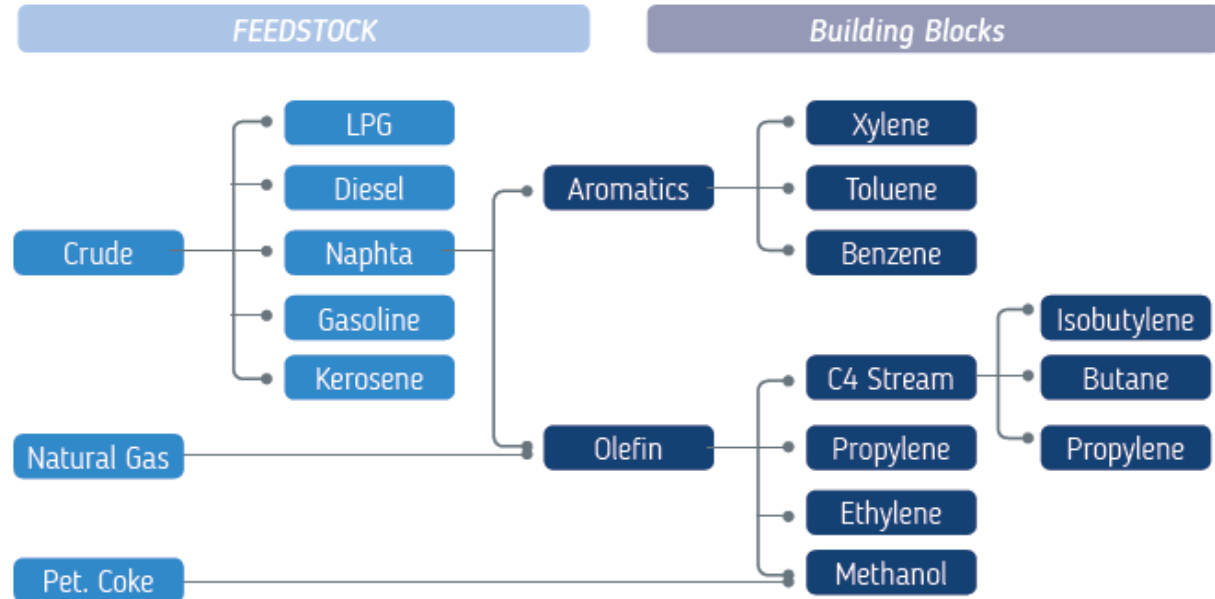 FEEDSTOCK
Building Blocks
LPG
Xylene
Diesel
Aromatics
Toluene
Crude
Naphta
Benzene
Gasoline
Isobutylene
Kerosene
C4 Stream
Butane
Natural Gas
Olefin
Propylene
Propylene
Ethylene
Pet. Coke
Methanol